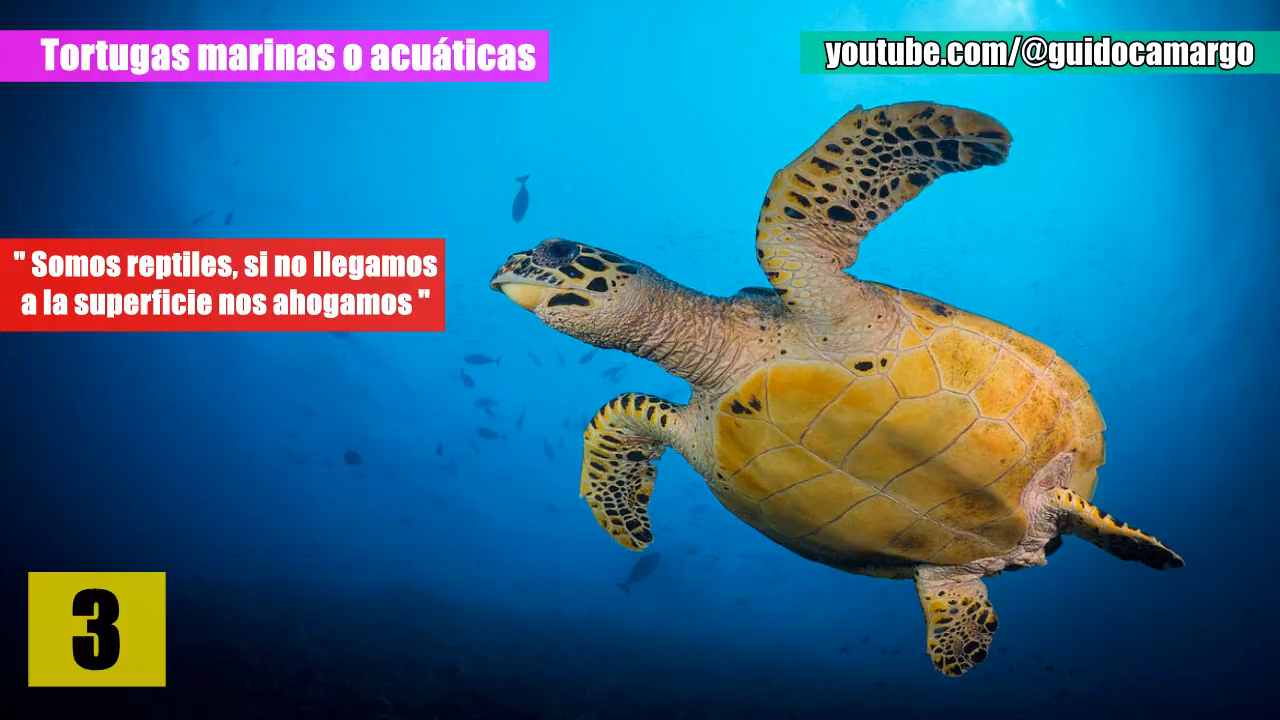 Tortugas marinas o acuáticas
youtube.com/@guidocamargo
" Somos reptiles, si no llegamos
a la superficie nos ahogamos "
3